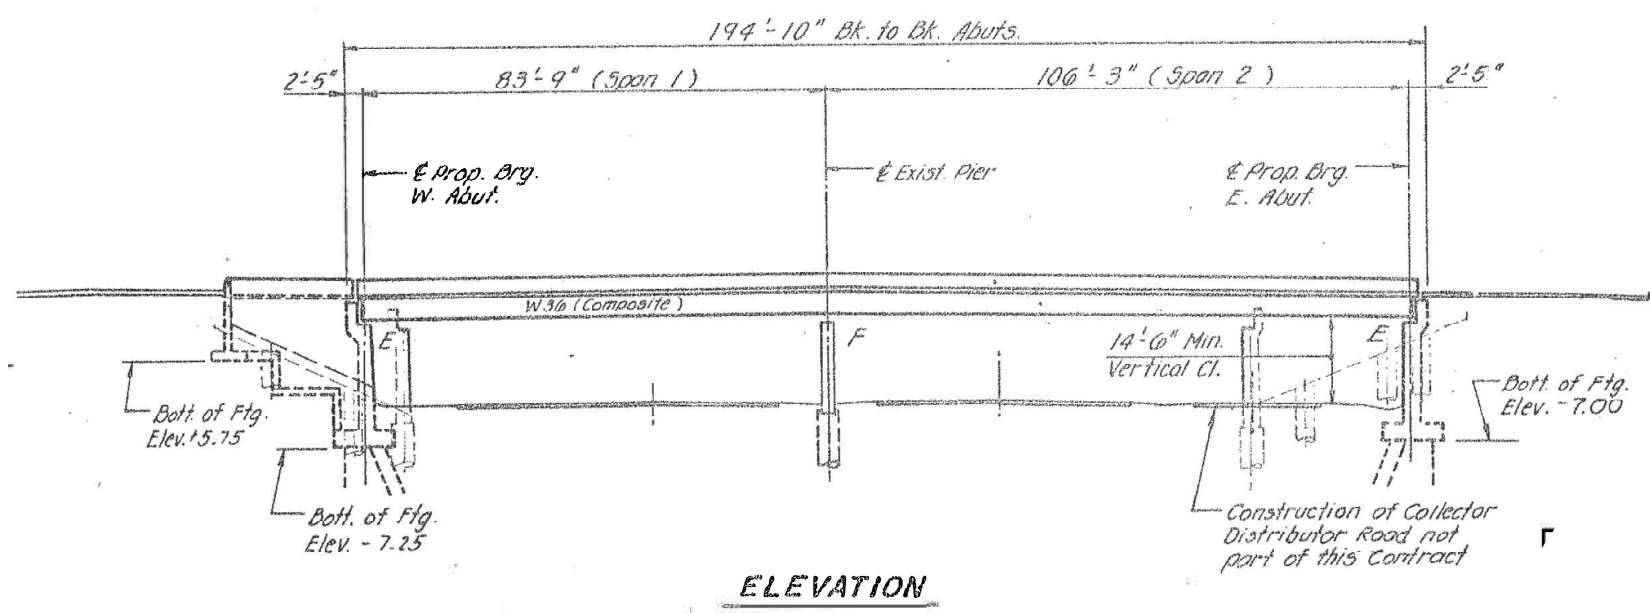 194'-10" Bk. to Bk. Abuts.
2'-5" 83'-9" (Span 1) 106'-3" (Span 2) 2'-5"
℄ Prop. Brg.
W. Abut.
℄ Exist. Pier
℄ Prop. Brg.
E. Abut.
W36 (Composite)
E F E
14'-6" Min.
Vertical Cl.
Bott. of Ftg.
Elev. +5.75
Bott. of Ftg.
Elev. -7.00
Bott. of Ftg.
Elev. -7.25
Construction of Collector
Distributor Road not
part of this Contract
ELEVATION